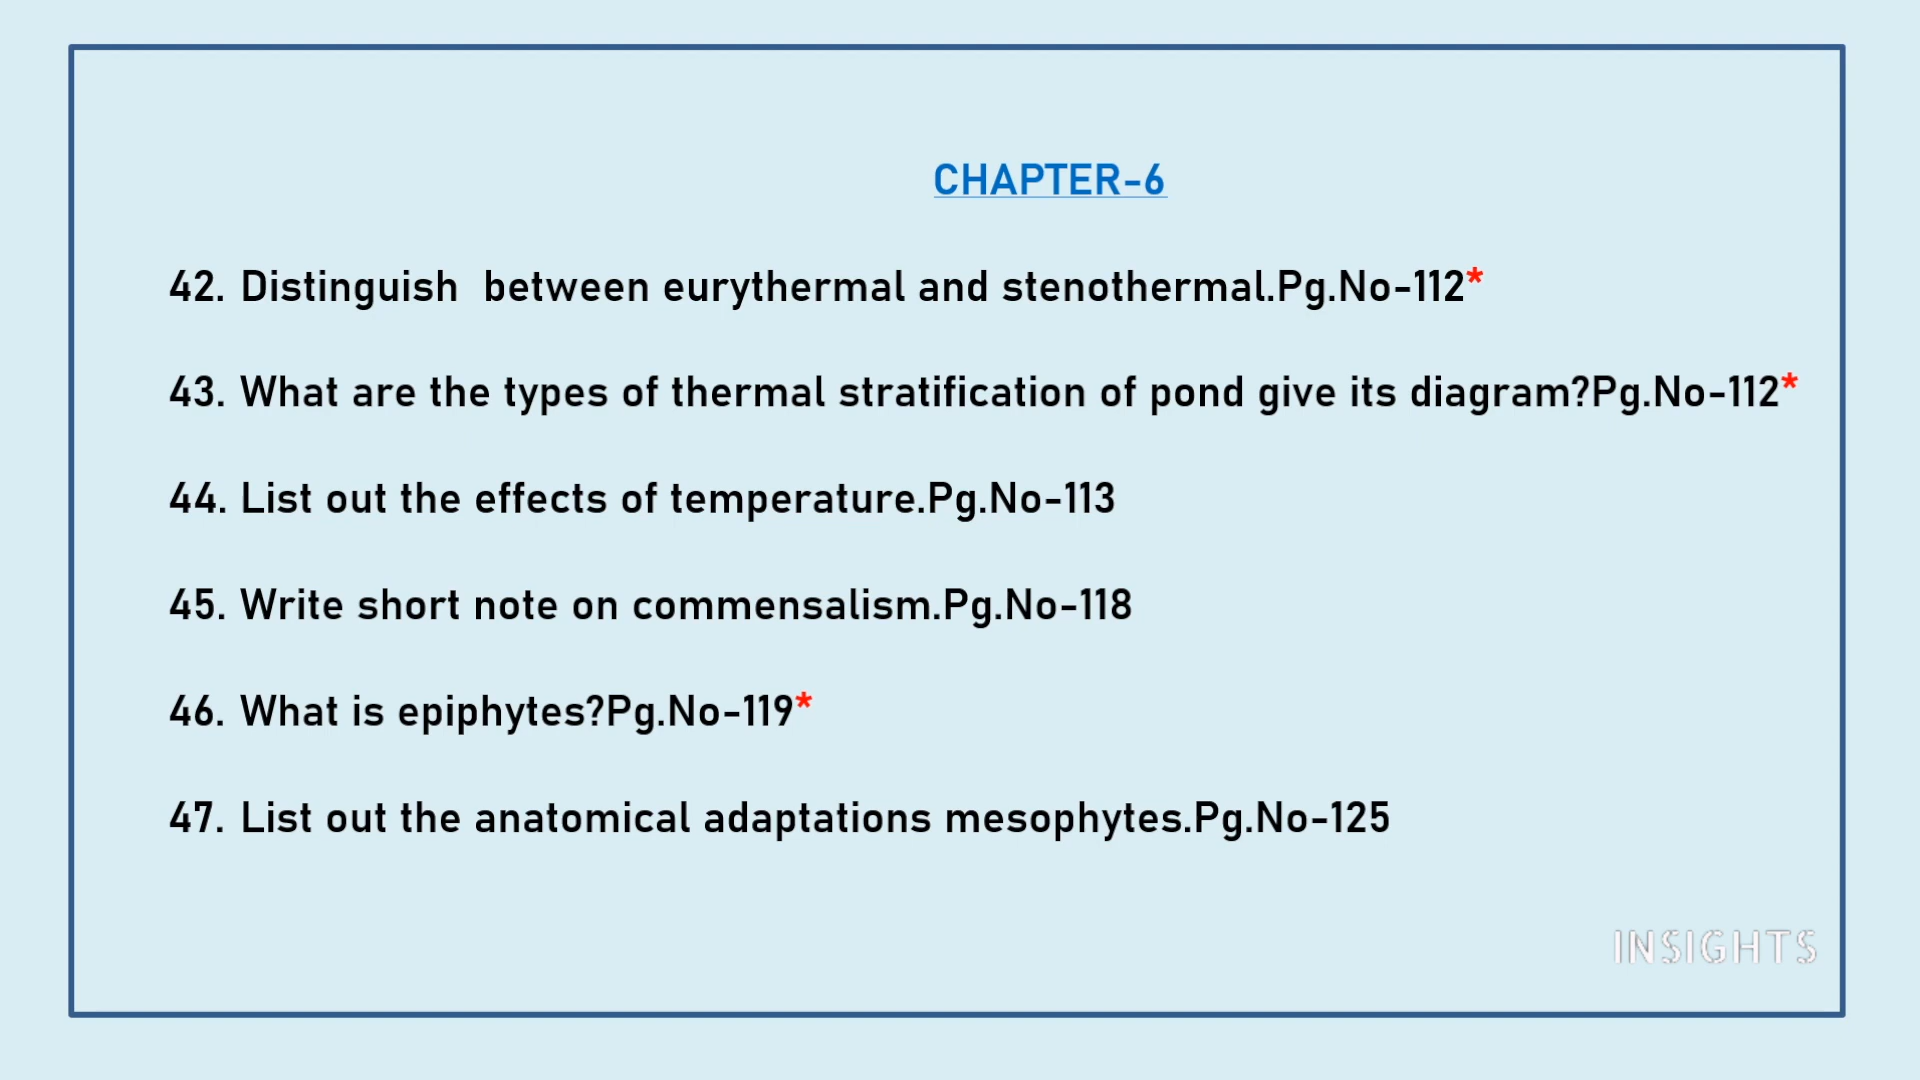 CHAPTER-6
42. Distinguish  between eurythermal and stenothermal.Pg.No-112*
43. What are the types of thermal stratification of pond give its diagram?Pg.No-112*
44. List out the effects of temperature.Pg.No-113
45. Write short note on commensalism.Pg.No-118
46. What is epiphytes?Pg.No-119*
47. List out the anatomical adaptations mesophytes.Pg.No-125
INSIGHTS